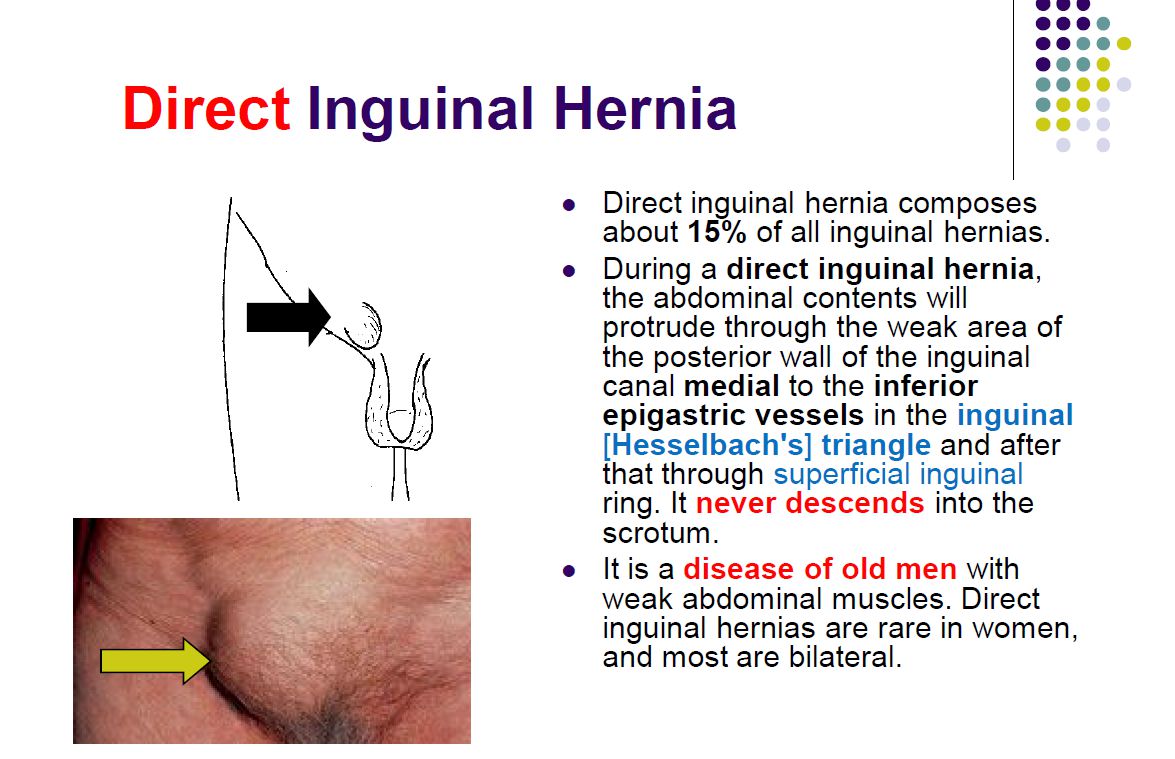 Direct Inguinal Hernia
Direct inguinal hernia composes
about 15% of all inguinal hernias.
During a direct inguinal hernia,
the abdominal contents will
protrude through the weak area of
the posterior wall of the inguinal
canal medial to the inferior
epigastric vessels in the inguinal
[Hesselbach's] triangle and after
that through superficial inguinal
ring. It never descends into the
scrotum.
It is a disease of old men with
weak abdominal muscles. Direct
inguinal hernias are rare in women,
and most are bilateral.